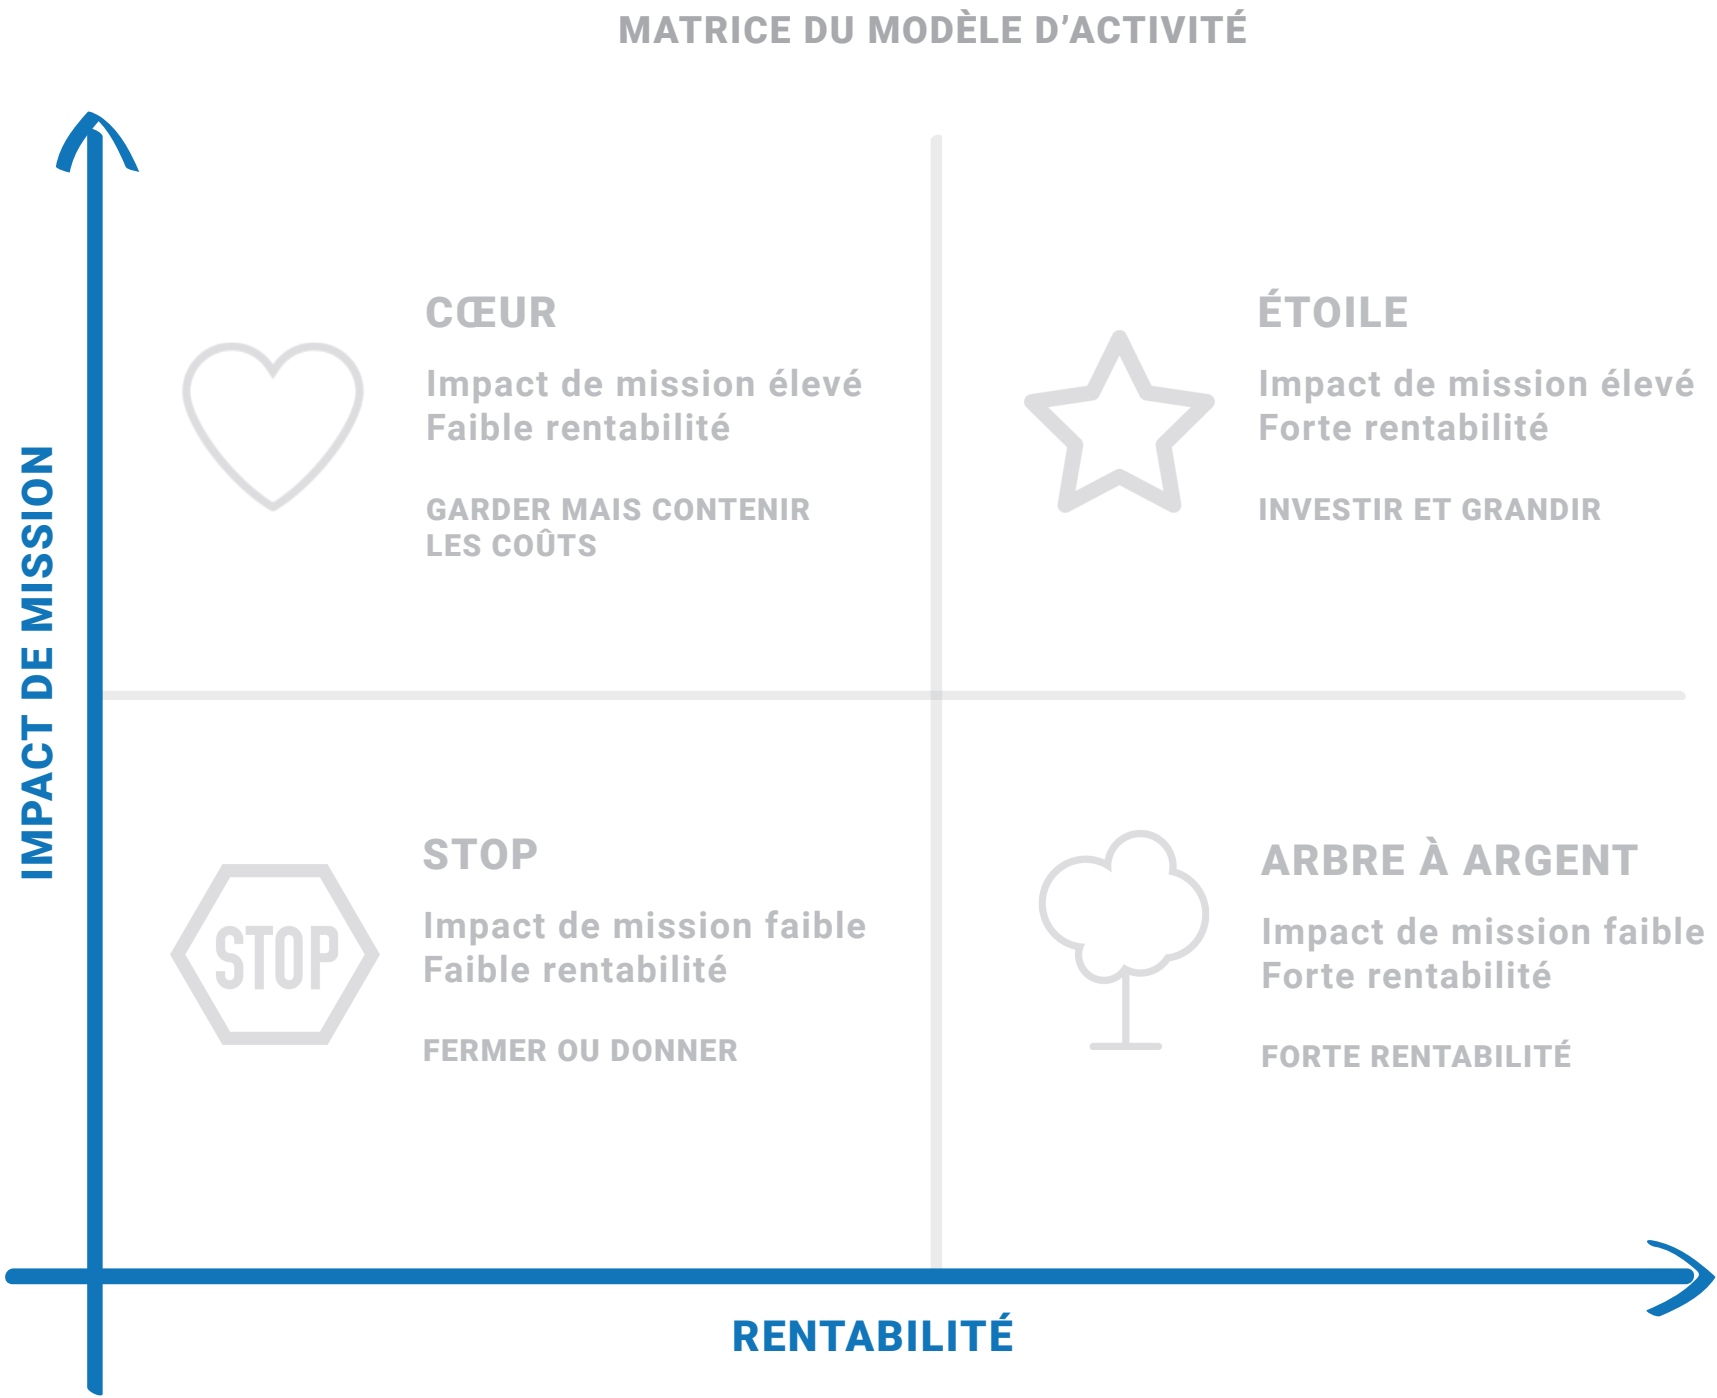 MATRICE DU MODÈLE D’ACTIVITÉ
IMPACT DE MISSION
CŒUR
Impact de mission élevé
Faible rentabilité
GARDER MAIS CONTENIR
LES COÛTS
ÉTOILE
Impact de mission élevé
Forte rentabilité
INVESTIR ET GRANDIR
STOP
STOP
Impact de mission faible
Faible rentabilité
FERMER OU DONNER
ARBRE À ARGENT
Impact de mission faible
Forte rentabilité
FORTE RENTABILITÉ
RENTABILITÉ